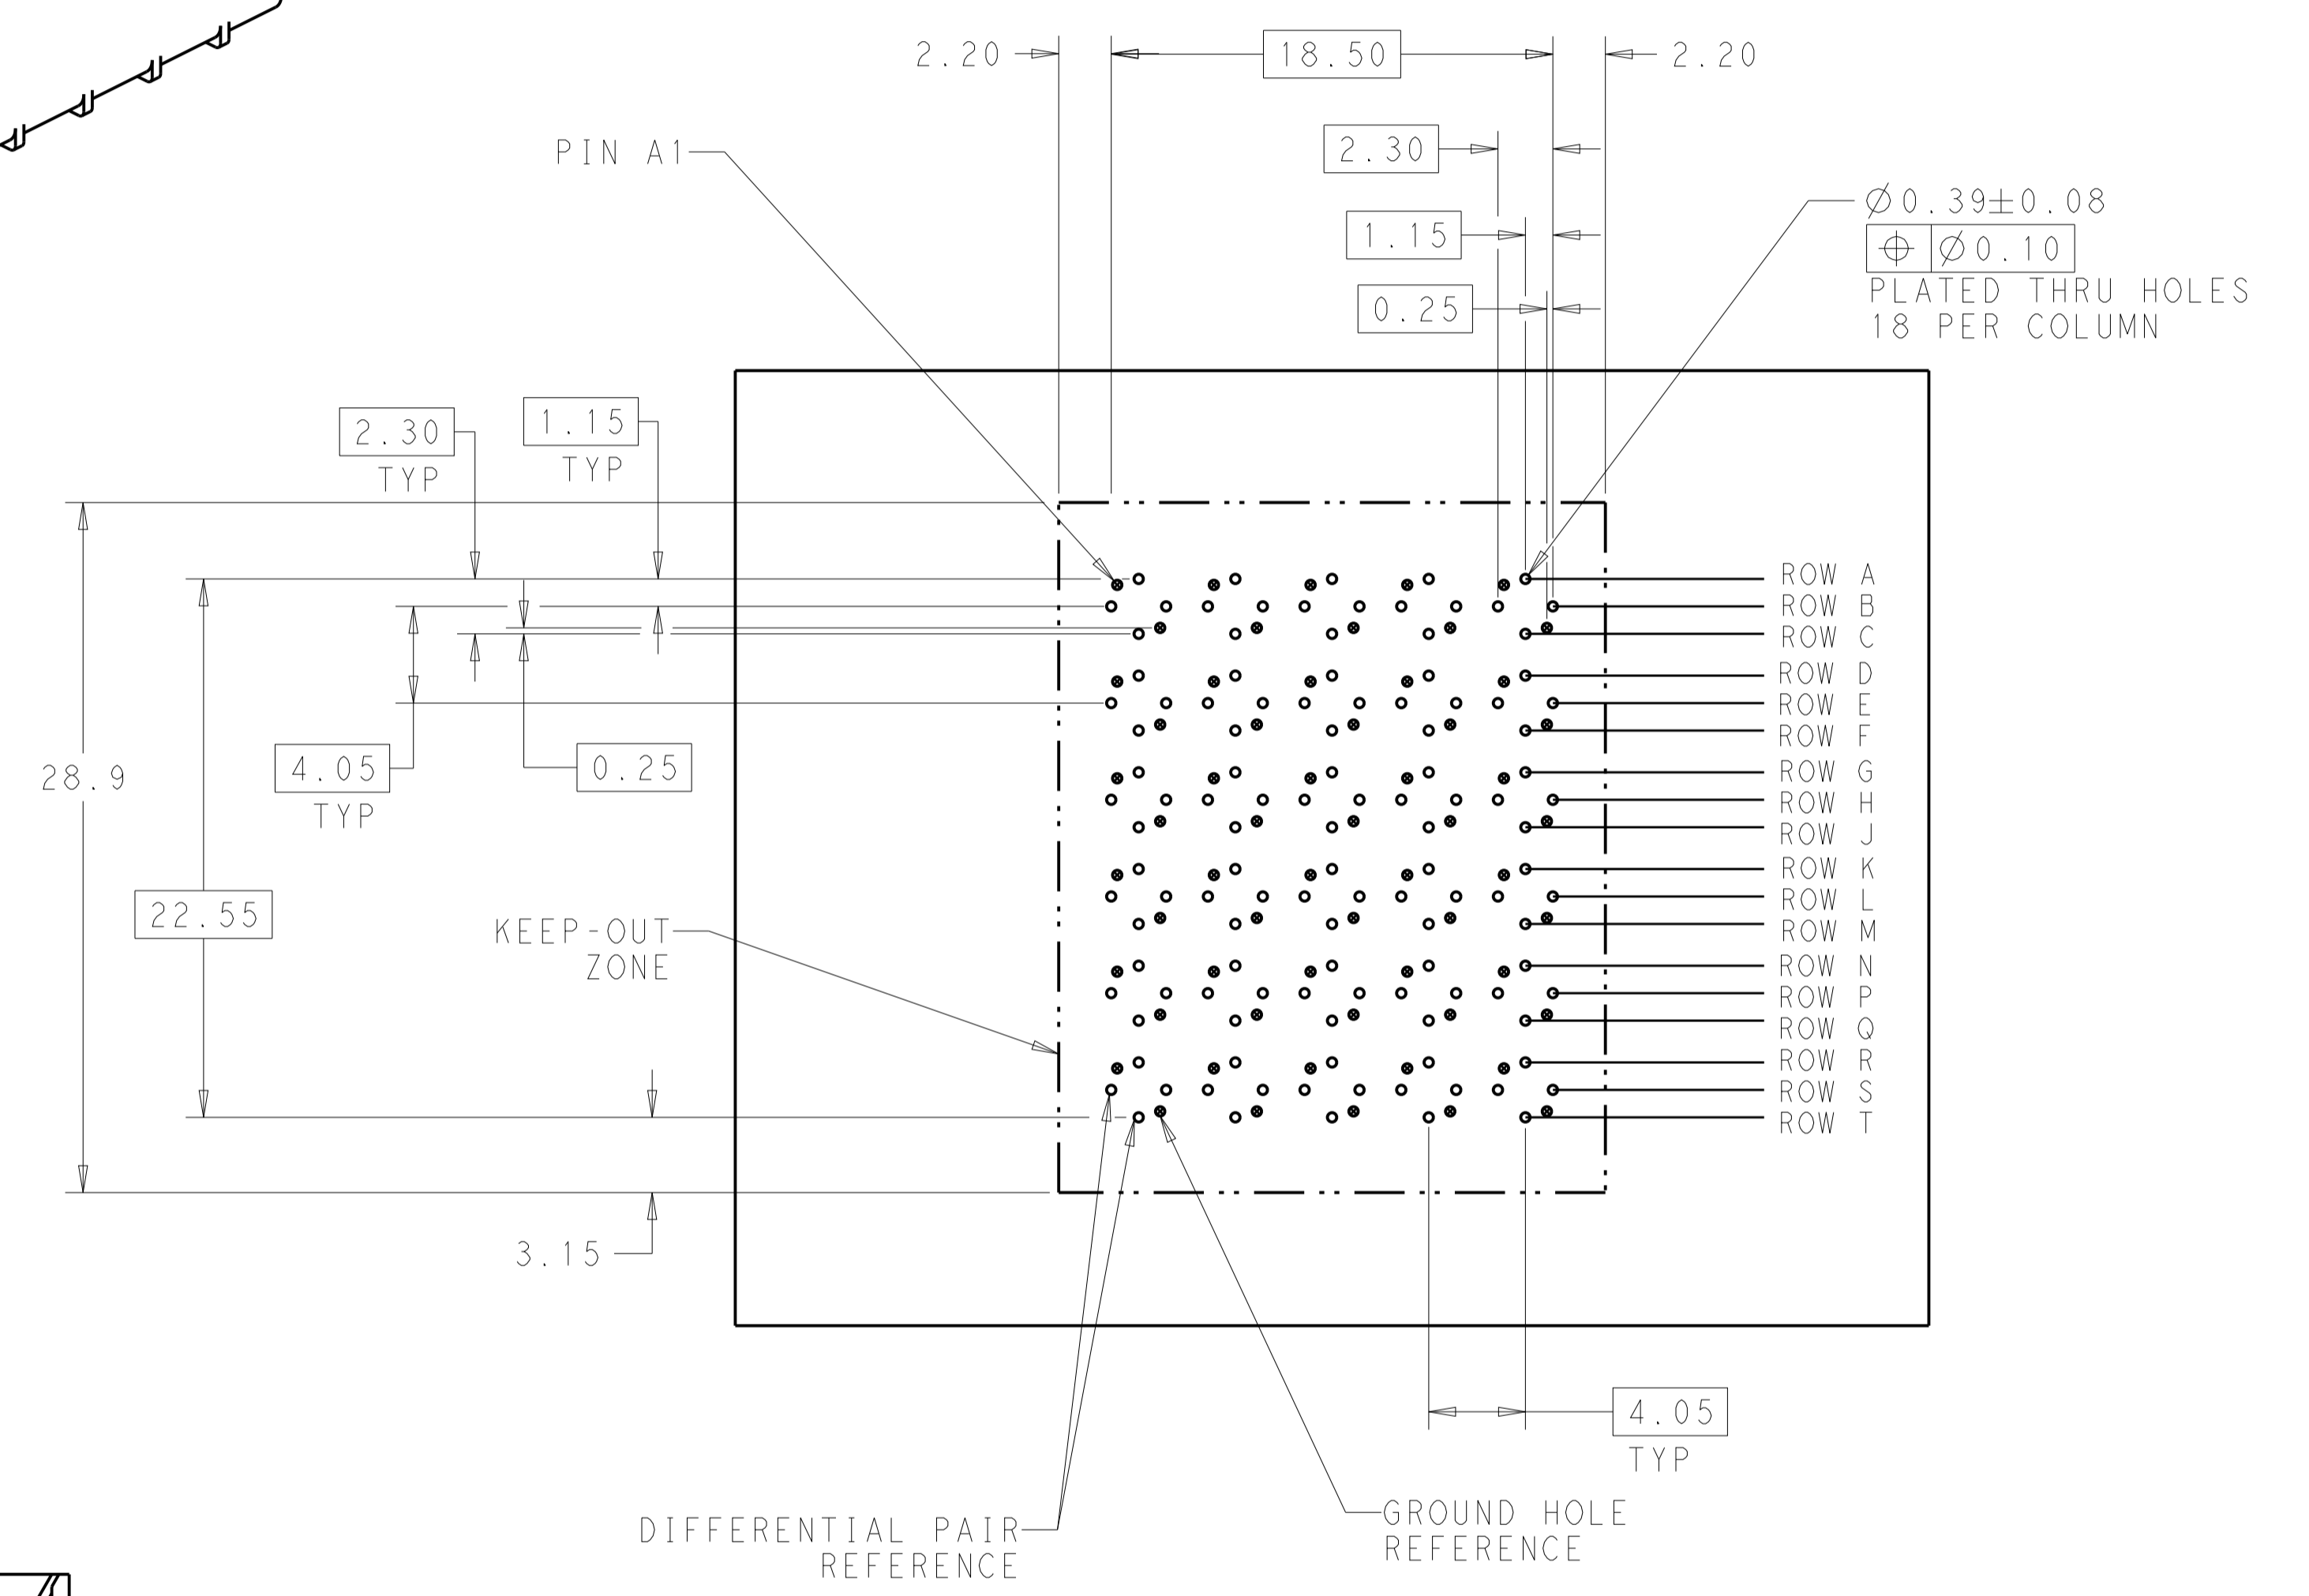 2.20
18.50
2.20
2.30
PIN A1
1.15
Ø0.39±0.08
⌖ Ø0.10
PLATED THRU HOLES
18 PER COLUMN
0.25
2.30
TYP
1.15
TYP
ROW A
ROW B
ROW C
ROW D
ROW E
ROW F
ROW G
ROW H
ROW J
ROW K
ROW L
ROW M
ROW N
ROW P
ROW Q
ROW R
ROW S
ROW T
28.9
4.05
TYP
0.25
22.55
KEEP-OUT
ZONE
3.15
4.05
TYP
DIFFERENTIAL PAIR
REFERENCE
GROUND HOLE
REFERENCE